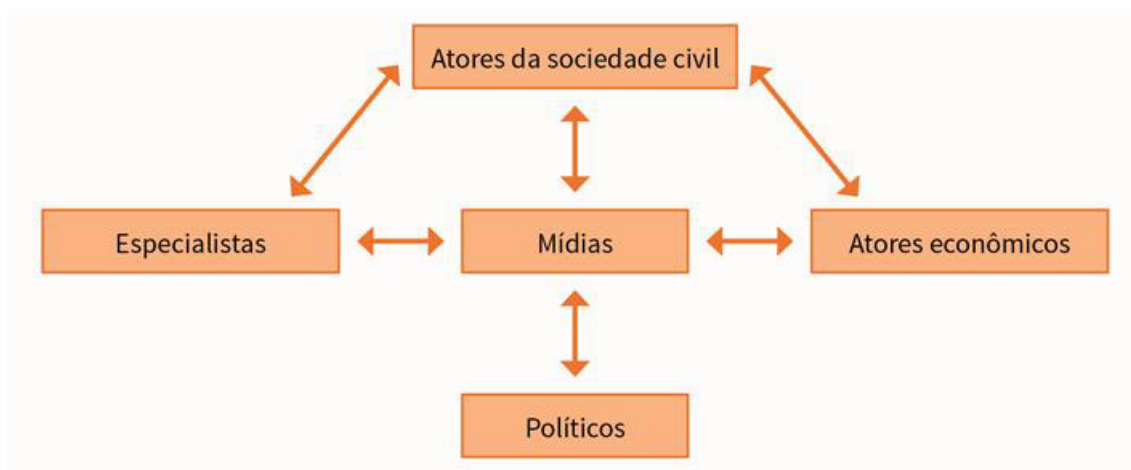 Atores da sociedade civil
Especialistas
Mídias
Atores econômicos
Políticos